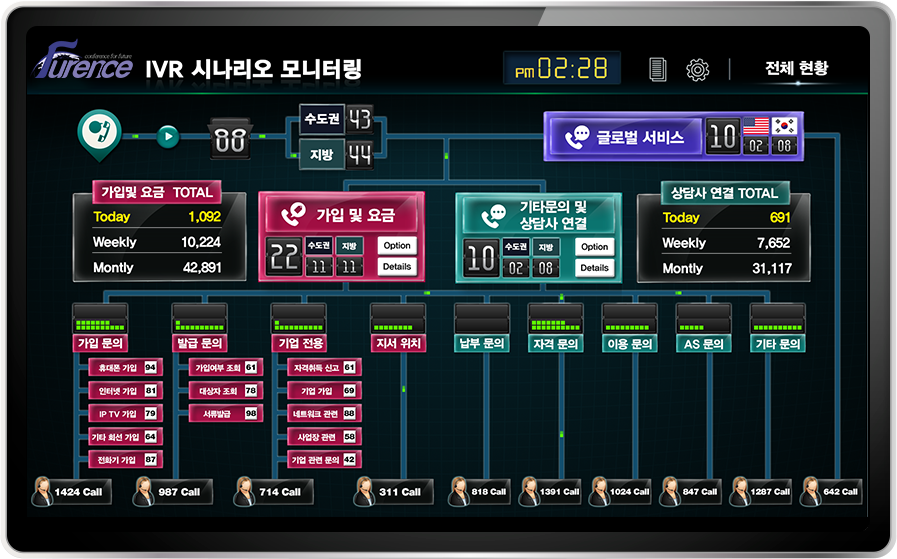 Furence
conference for future
IVR 시나리오 모니터링
PM 02:28
전체 현황
88
수도권 43
지방 44
글로벌 서비스 10
02 08
가입및 요금 TOTAL
Today 1,092
Weekly 10,224
Montly 42,891
가입 및 요금
22
수도권 지방
11 11
Option
Details
기타문의 및
상담사 연결
10
수도권 지방
02 08
Option
Details
상담사 연결 TOTAL
Today 691
Weekly 7,652
Montly 31,117
가입 문의
발급 문의
기업 전용
지서 위치
납부 문의
자격 문의
이용 문의
AS 문의
기타 문의
휴대폰 가입 94
인터넷 가입 81
IP TV 가입 79
기타 회선 가입 64
전화기 가입 87
가입여부 조회 61
대상자 조회 78
서류발급 98
자격취득 신고 61
기업 가입 69
네트워크 관련 88
사업장 관련 58
기업 관련 문의 42
1424 Call
987 Call
714 Call
311 Call
818 Call
1391 Call
1024 Call
847 Call
1287 Call
642 Call